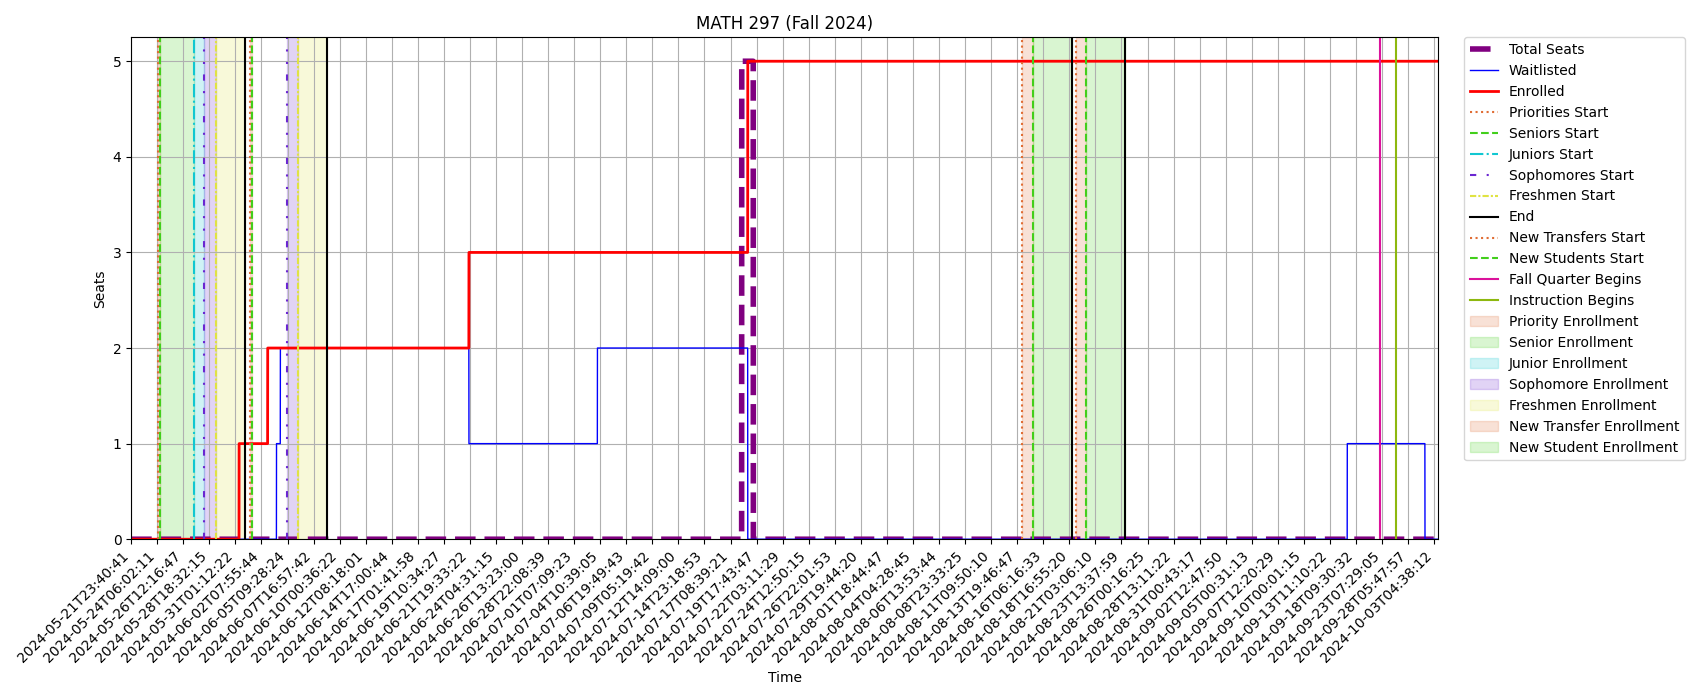 MATH 297 (Fall 2024)
Seats
5
4
3
2
1
0
2024-05-21T23:40:41
2024-05-24T06:02:11
2024-05-26T12:16:47
2024-05-28T18:32:15
2024-05-31T01:12:22
2024-06-02T07:55:44
2024-06-05T09:28:24
2024-06-07T16:57:42
2024-06-10T00:36:22
2024-06-12T08:18:01
2024-06-14T17:00:44
2024-06-17T01:41:58
2024-06-19T10:34:27
2024-06-21T19:33:22
2024-06-24T04:31:15
2024-06-26T13:23:00
2024-06-28T22:08:39
2024-07-01T07:09:23
2024-07-04T10:39:05
2024-07-06T19:49:43
2024-07-09T05:19:42
2024-07-12T14:09:00
2024-07-14T23:18:53
2024-07-17T08:39:21
2024-07-19T17:43:47
2024-07-22T03:11:29
2024-07-24T12:50:15
2024-07-26T22:01:53
2024-07-29T19:44:20
2024-08-01T18:44:47
2024-08-04T04:28:45
2024-08-06T13:53:44
2024-08-08T23:33:25
2024-08-11T09:50:10
2024-08-13T19:46:47
2024-08-16T06:16:33
2024-08-18T16:55:20
2024-08-21T03:06:10
2024-08-23T13:37:59
2024-08-26T00:16:25
2024-08-28T13:11:22
2024-08-31T00:43:17
2024-09-02T12:47:50
2024-09-05T00:31:13
2024-09-07T12:20:29
2024-09-10T00:01:15
2024-09-13T11:10:22
2024-09-18T09:30:32
2024-09-23T07:29:05
2024-09-28T05:47:57
2024-10-03T04:38:12
Time
Total Seats
Waitlisted
Enrolled
Priorities Start
Seniors Start
Juniors Start
Sophomores Start
Freshmen Start
End
New Transfers Start
New Students Start
Fall Quarter Begins
Instruction Begins
Priority Enrollment
Senior Enrollment
Junior Enrollment
Sophomore Enrollment
Freshmen Enrollment
New Transfer Enrollment
New Student Enrollment